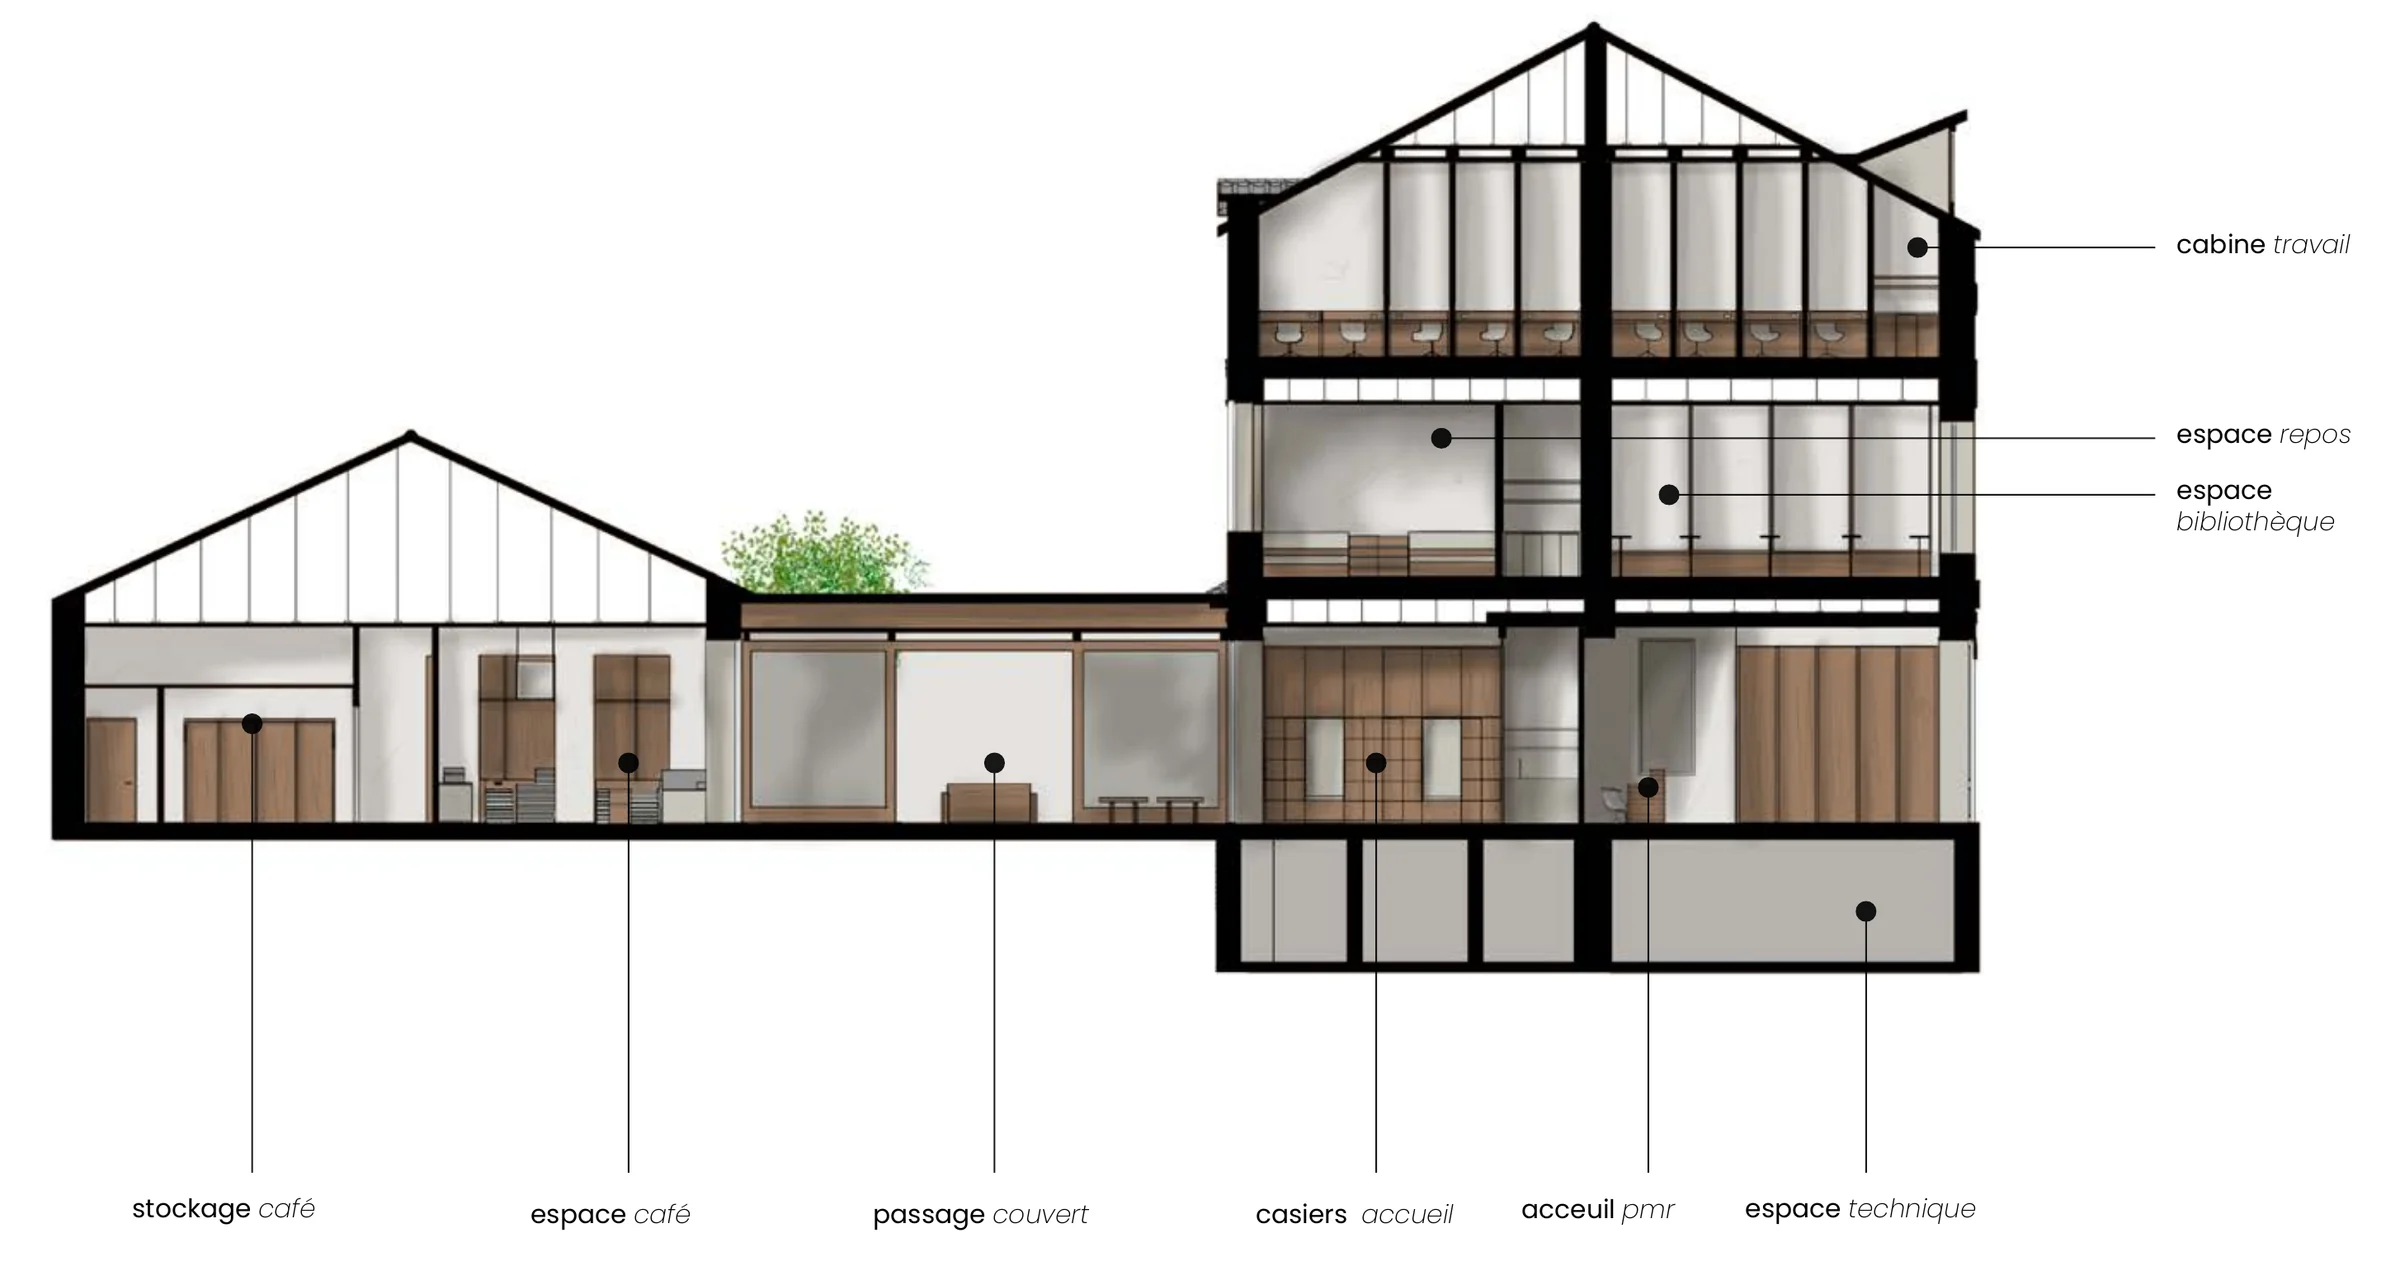 cabine travail
espace repos
espace
bibliothèque
stockage café
espace café
passage couvert
casiers accueil
acceuil pmr
espace technique